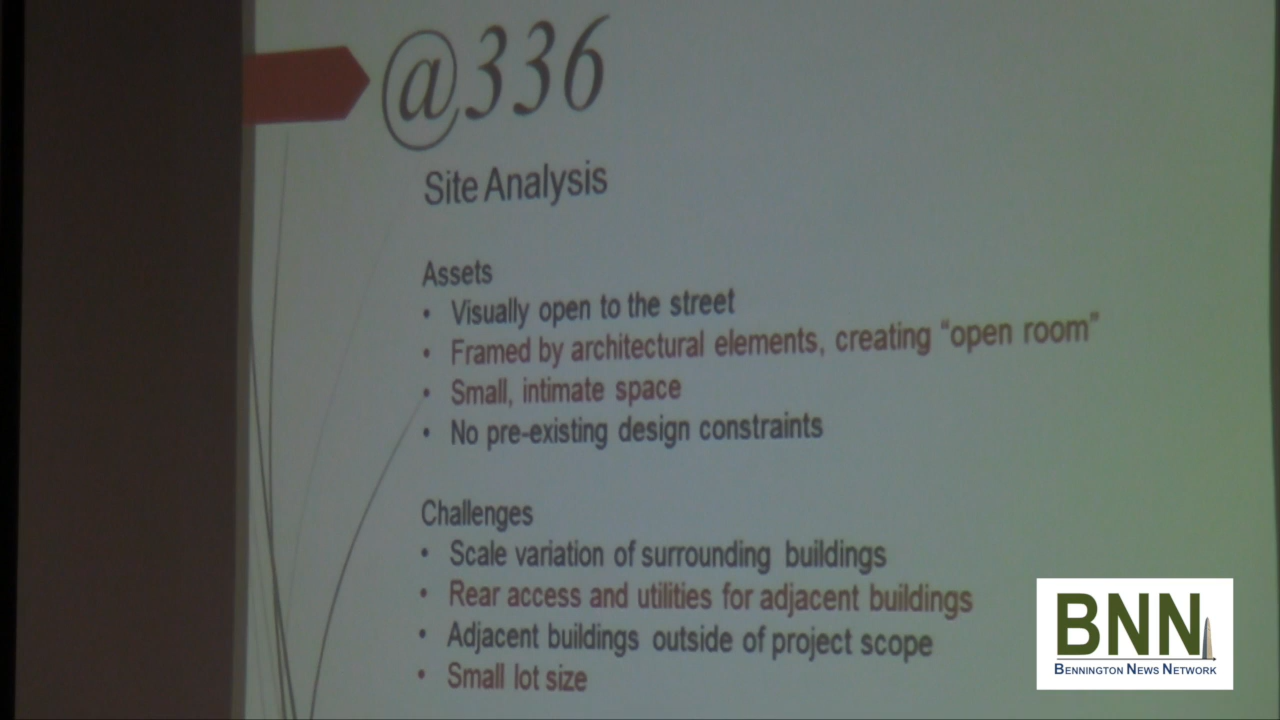 @336
Site Analysis
Assets
• Visually open to the street
• Framed by architectural elements, creating “open room”
• Small, intimate space
• No pre-existing design constraints
Challenges
• Scale variation of surrounding buildings
• Rear access and utilities for adjacent buildings
• Adjacent buildings outside of project scope
• Small lot size
BNN
BENNINGTON NEWS NETWORK